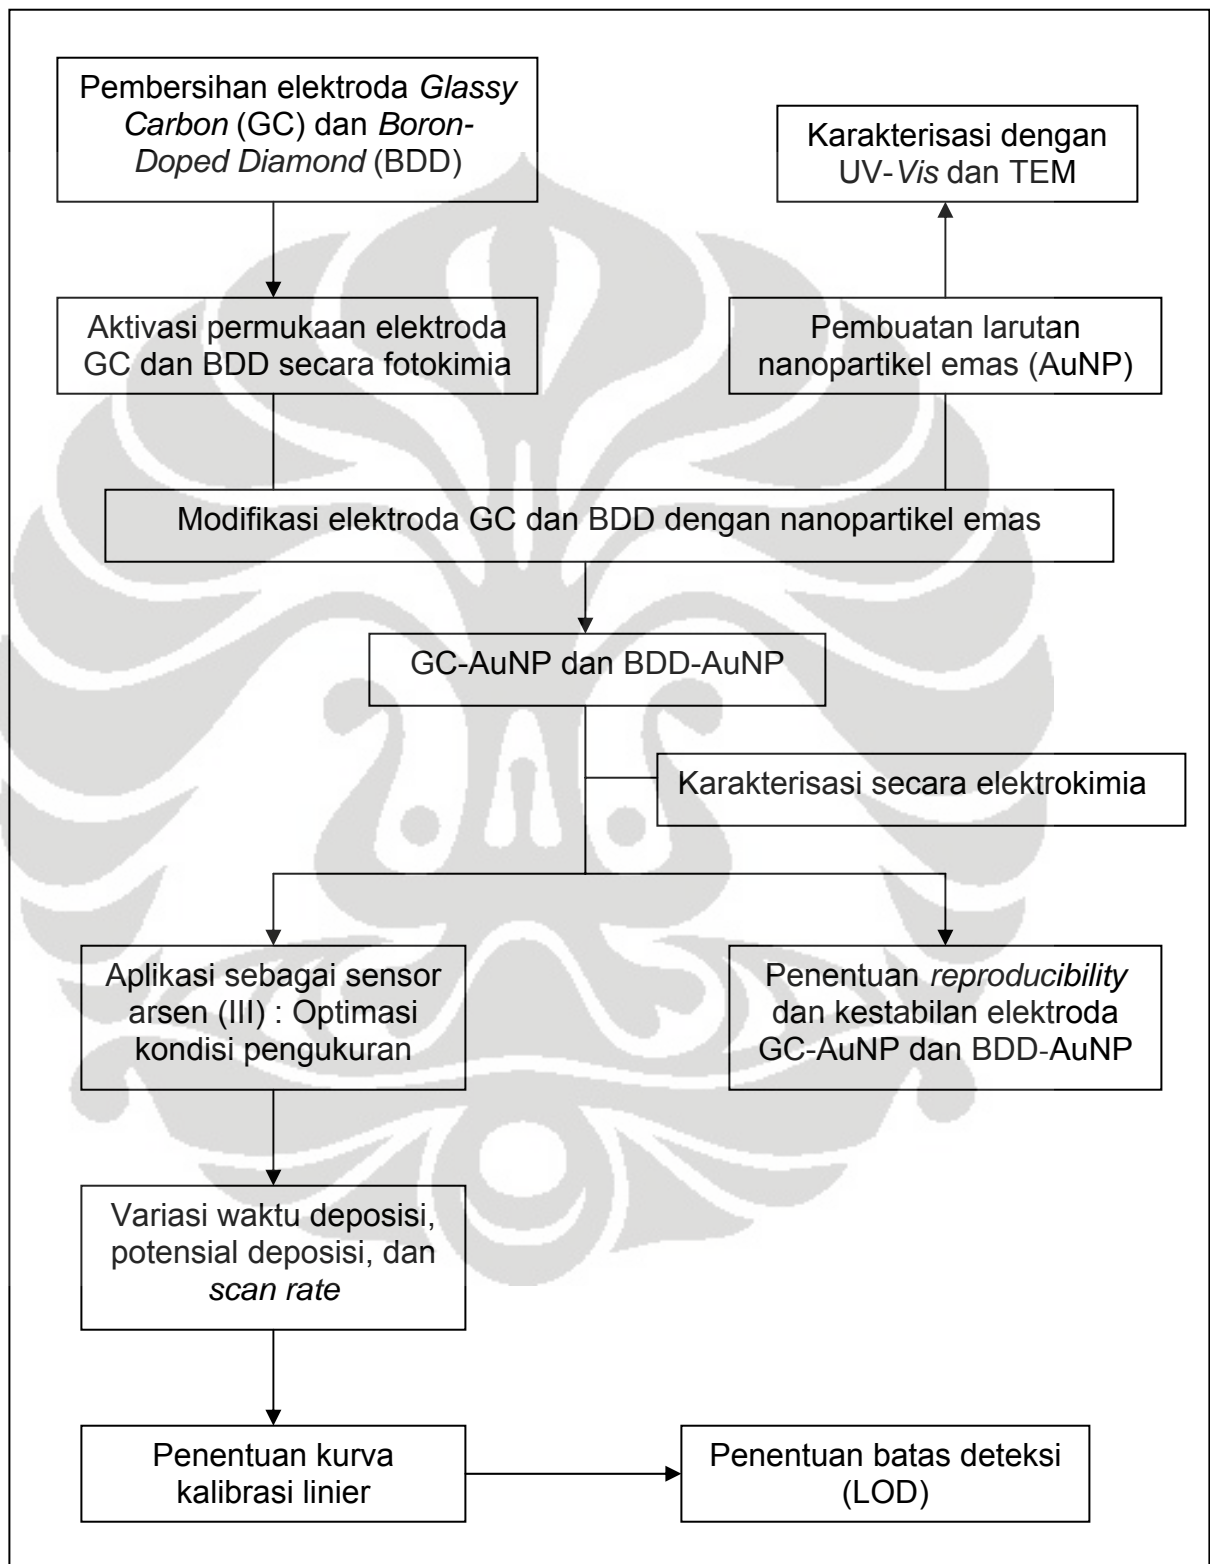 Pembersihan elektroda Glassy
Carbon (GC) dan Boron-
Doped Diamond (BDD)
Karakterisasi dengan
UV-Vis dan TEM
Aktivasi permukaan elektroda
GC dan BDD secara fotokimia
Pembuatan larutan
nanopartikel emas (AuNP)
Modifikasi elektroda GC dan BDD dengan nanopartikel emas
GC-AuNP dan BDD-AuNP
Karakterisasi secara elektrokimia
Aplikasi sebagai sensor
arsen (III) : Optimasi
kondisi pengukuran
Penentuan reproducibility
dan kestabilan elektroda
GC-AuNP dan BDD-AuNP
Variasi waktu deposisi,
potensial deposisi, dan
scan rate
Penentuan kurva
kalibrasi linier
Penentuan batas deteksi
(LOD)